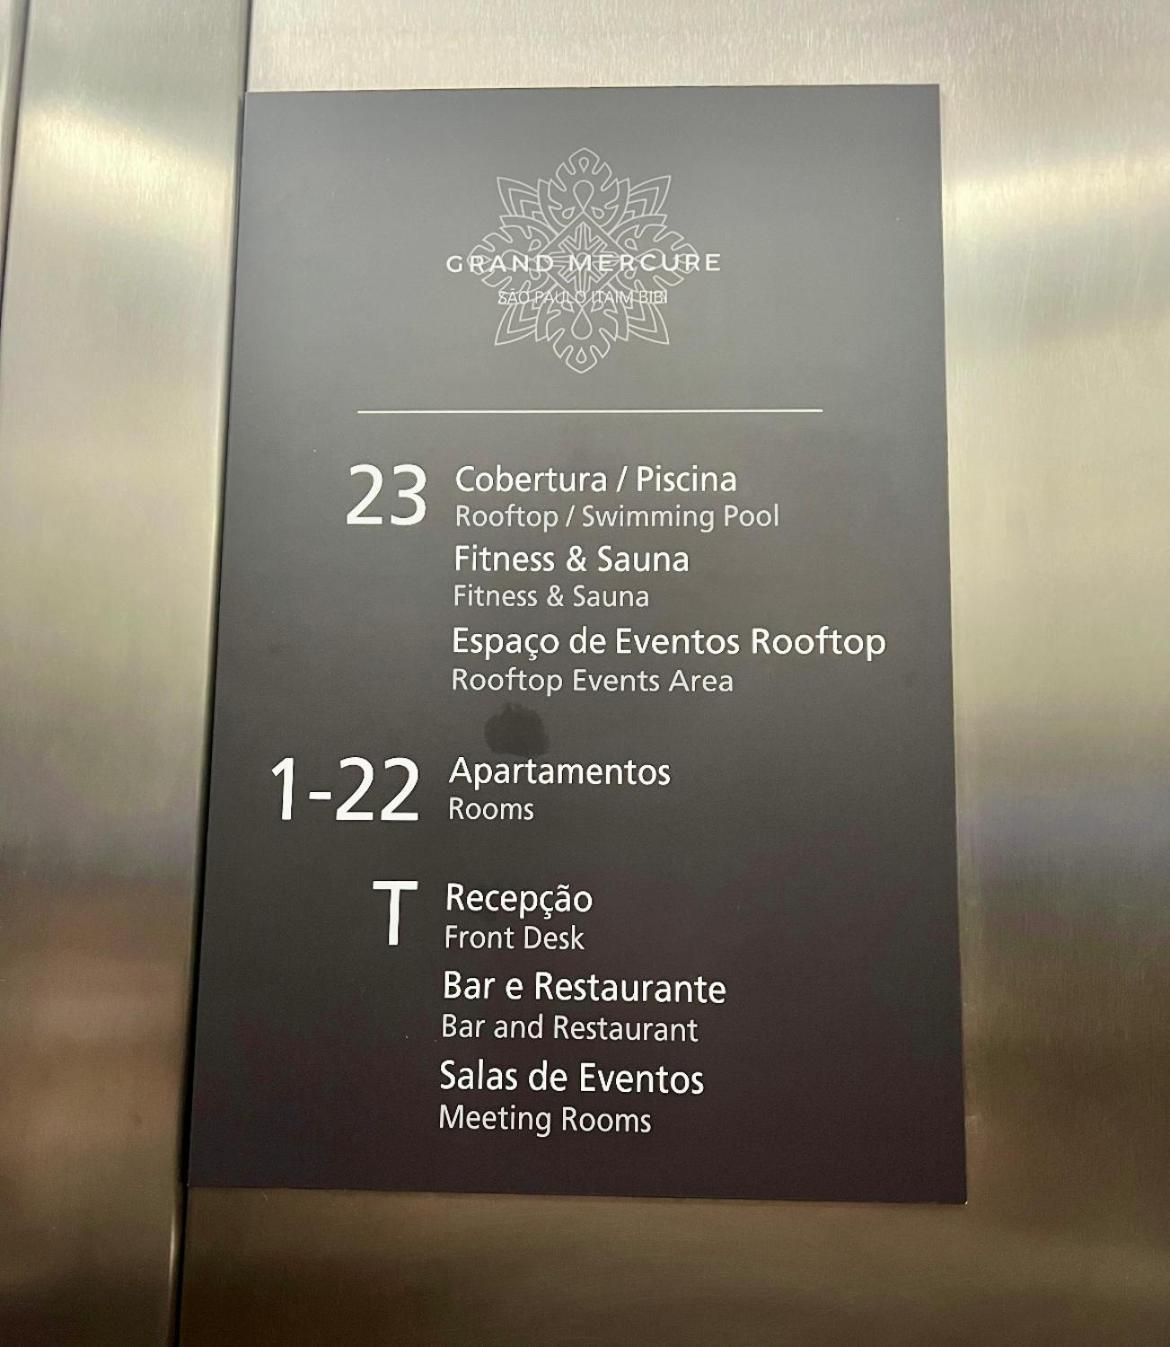 GRAND MERCURE
SÃO PAULO ITAIM BIBI
23 Cobertura / Piscina
Rooftop / Swimming Pool
Fitness & Sauna
Fitness & Sauna
Espaço de Eventos Rooftop
Rooftop Events Area
1-22 Apartamentos
Rooms
T Recepção
Front Desk
Bar e Restaurante
Bar and Restaurant
Salas de Eventos
Meeting Rooms